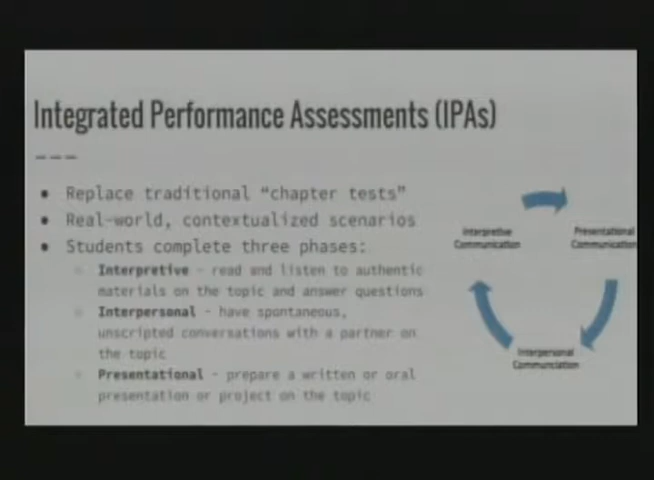 Integrated Performance Assessments (IPAs)
● Replace traditional “chapter tests”
● Real-world, contextualized scenarios
● Students complete three phases:
○ Interpretive - read and listen to authentic
materials on the topic and answer questions
○ Interpersonal - have spontaneous,
unscripted conversations with a partner on
the topic
○ Presentational - prepare a written or oral
presentation or project on the topic
Interpretive
Communication
Presentational
Communication
Interpersonal
Communication